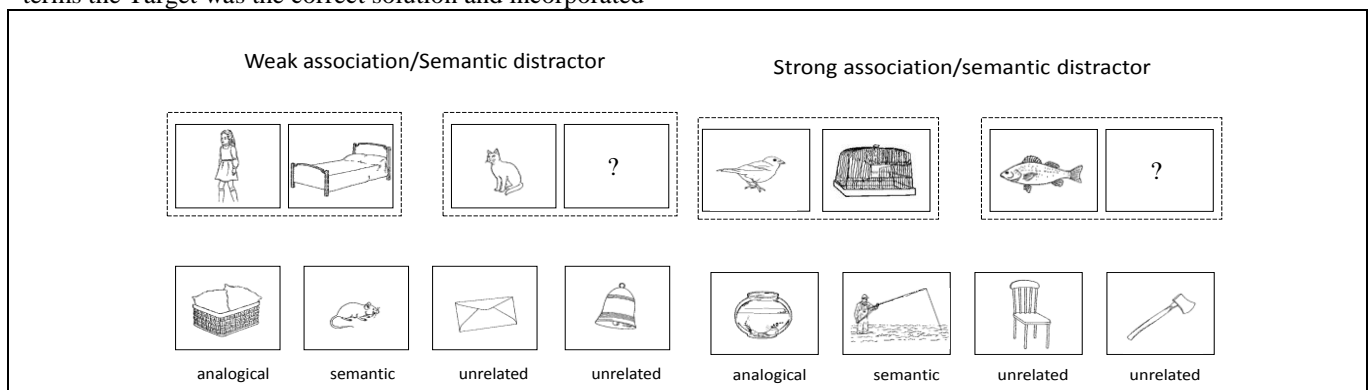 terms the Target was the correct solution and incorporated
Weak association/Semantic distractor
Strong association/semantic distractor
?
?
analogical semantic unrelated unrelated analogical semantic unrelated unrelated